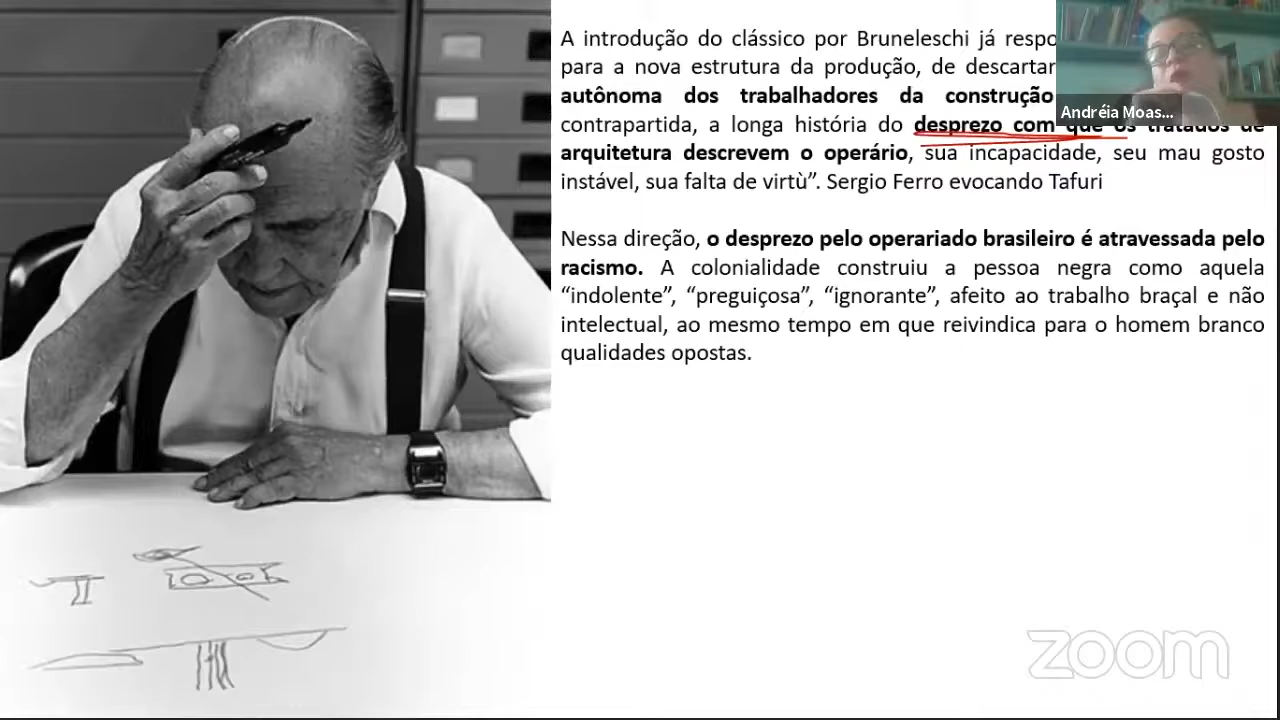 A introdução do clássico por Bruneleschi já
para a nova estrutura da produção, de descartar
autônoma dos trabalhadores da construção
Andréia Moas...
contrapartida, a longa história do desprezo com que os tratados de
arquitetura descrevem o operário, sua incapacidade, seu mau gosto
instável, sua falta de virtù”. Sergio Ferro evocando Tafuri
Nessa direção, o desprezo pelo operariado brasileiro é atravessada pelo
racismo. A colonialidade construiu a pessoa negra como aquela
“indolente”, “preguiçosa”, “ignorante”, afeito ao trabalho braçal e não
intelectual, ao mesmo tempo em que reivindica para o homem branco
qualidades opostas.
zoom